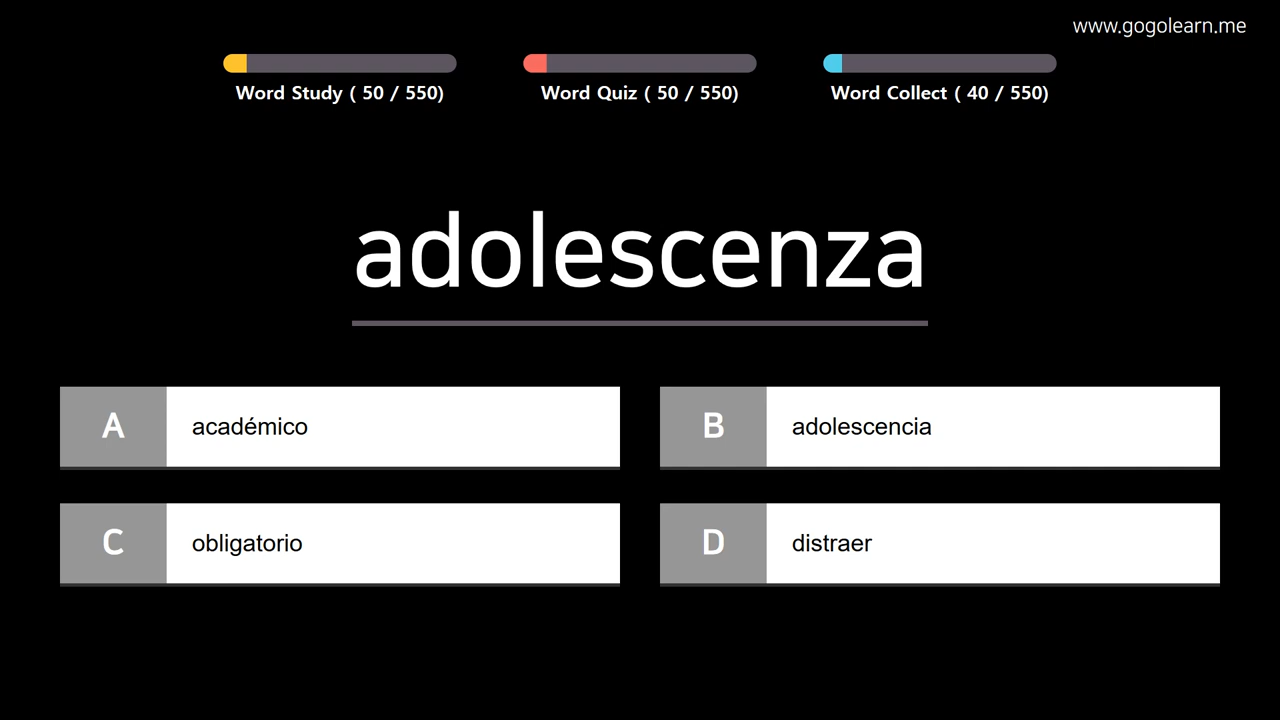 www.gogolearn.me
Word Study ( 50 / 550)
Word Quiz ( 50 / 550)
Word Collect ( 40 / 550)
adolescenza
A
académico
B
adolescencia
C
obligatorio
D
distraer